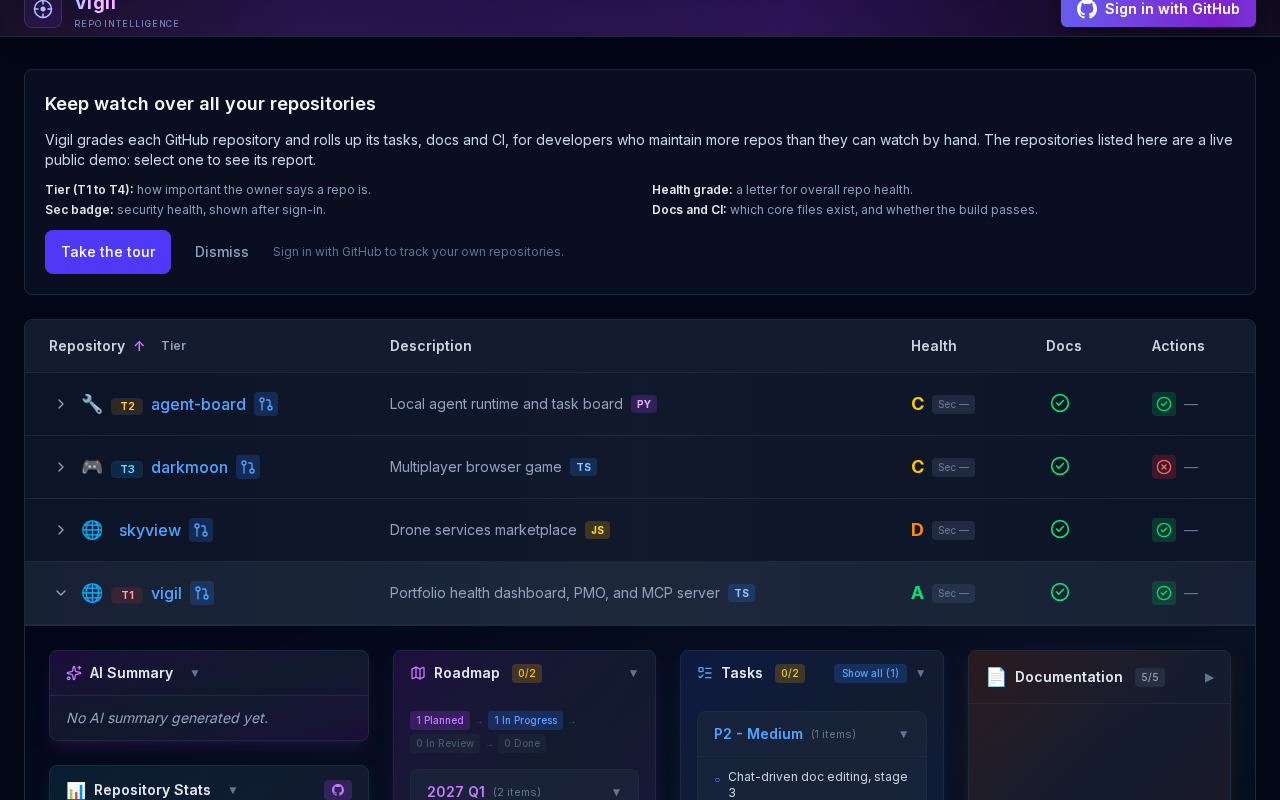 Vigil
REPO INTELLIGENCE
Sign in with GitHub
Keep watch over all your repositories
Vigil grades each GitHub repository and rolls up its tasks, docs and CI, for developers who maintain more repos than they can watch by hand. The repositories listed here are a live
public demo: select one to see its report.
Tier (T1 to T4): how important the owner says a repo is.
Health grade: a letter for overall repo health.
Sec badge: security health, shown after sign-in.
Docs and CI: which core files exist, and whether the build passes.
Take the tour
Dismiss
Sign in with GitHub to track your own repositories.
Repository ↑ Tier Description Health Docs Actions
T2 agent-board Local agent runtime and task board PY C Sec — —
T3 darkmoon Multiplayer browser game TS C Sec — —
skyview Drone services marketplace JS D Sec — —
T1 vigil Portfolio health dashboard, PMO, and MCP server TS A Sec — —
AI Summary ▼
No AI summary generated yet.
Repository Stats ▼
Roadmap 0/2 ▼
1 Planned → 1 In Progress →
0 In Review → 0 Done
2027 Q1 (2 items) ▼
Tasks 0/2 Show all (1) ▼
P2 - Medium (1 items) ▼
○ Chat-driven doc editing, stage
3
Documentation 5/5 ▶